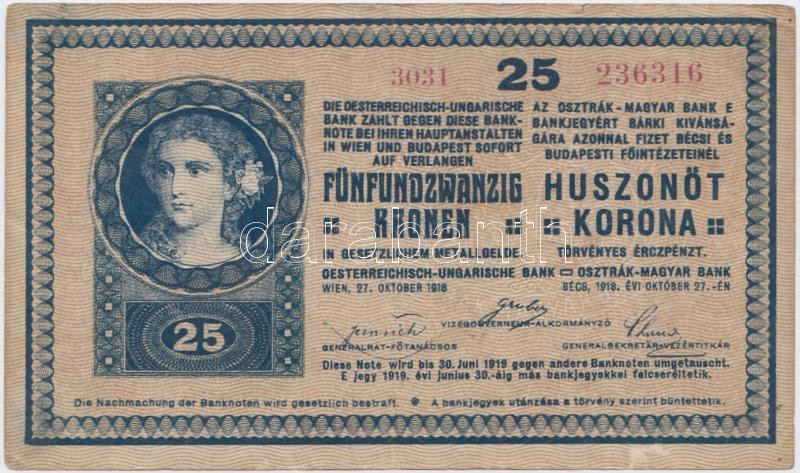 3031 25 236316
DIE OESTERREICHISCH-UNGARISCHE
BANK ZAHLT GEGEN DIESE BANK-
NOTE BEI IHREN HAUPTANSTALTEN
IN WIEN UND BUDAPEST SOFORT
AUF VERLANGEN
FÜNFUNDZWANZIG
KRONEN
IN GESETZLICHEM METALLGELDE.
AZ OSZTRÁK-MAGYAR BANK E
BANKJEGYÉRT BÁRKI KIVÁNSÁ-
GÁRA AZONNAL FIZET BÉCSI ÉS
BUDAPESTI FŐINTÉZETEINÉL
HUSZONÖT
KORONA
TÖRVÉNYES ÉRCZPÉNZT.
OESTERREICHISCH-UNGARISCHE BANK OSZTRÁK-MAGYAR BANK
WIEN, 27. OKTOBER 1918 BÉCS, 1918. ÉVI OKTÓBER 27.-ÉN
Gruber
VIZEGOUVERNEUR-ALKORMÁNYZÓ
GENERALRAT-FŐTANÁCSOS GENERALSEKRETÄR-VEZÉRTITKÁR
Diese Note wird bis 30. Juni 1919 gegen andere Banknoten umgetauscht.
E jegy 1919. évi junius 30.-áig más bankjegyekkel felcseréltetik.
25
Die Nachmachung der Banknoten wird gesetzlich bestraft. A bankjegyek utánzása a törvény szerint büntettetik.
darabanth